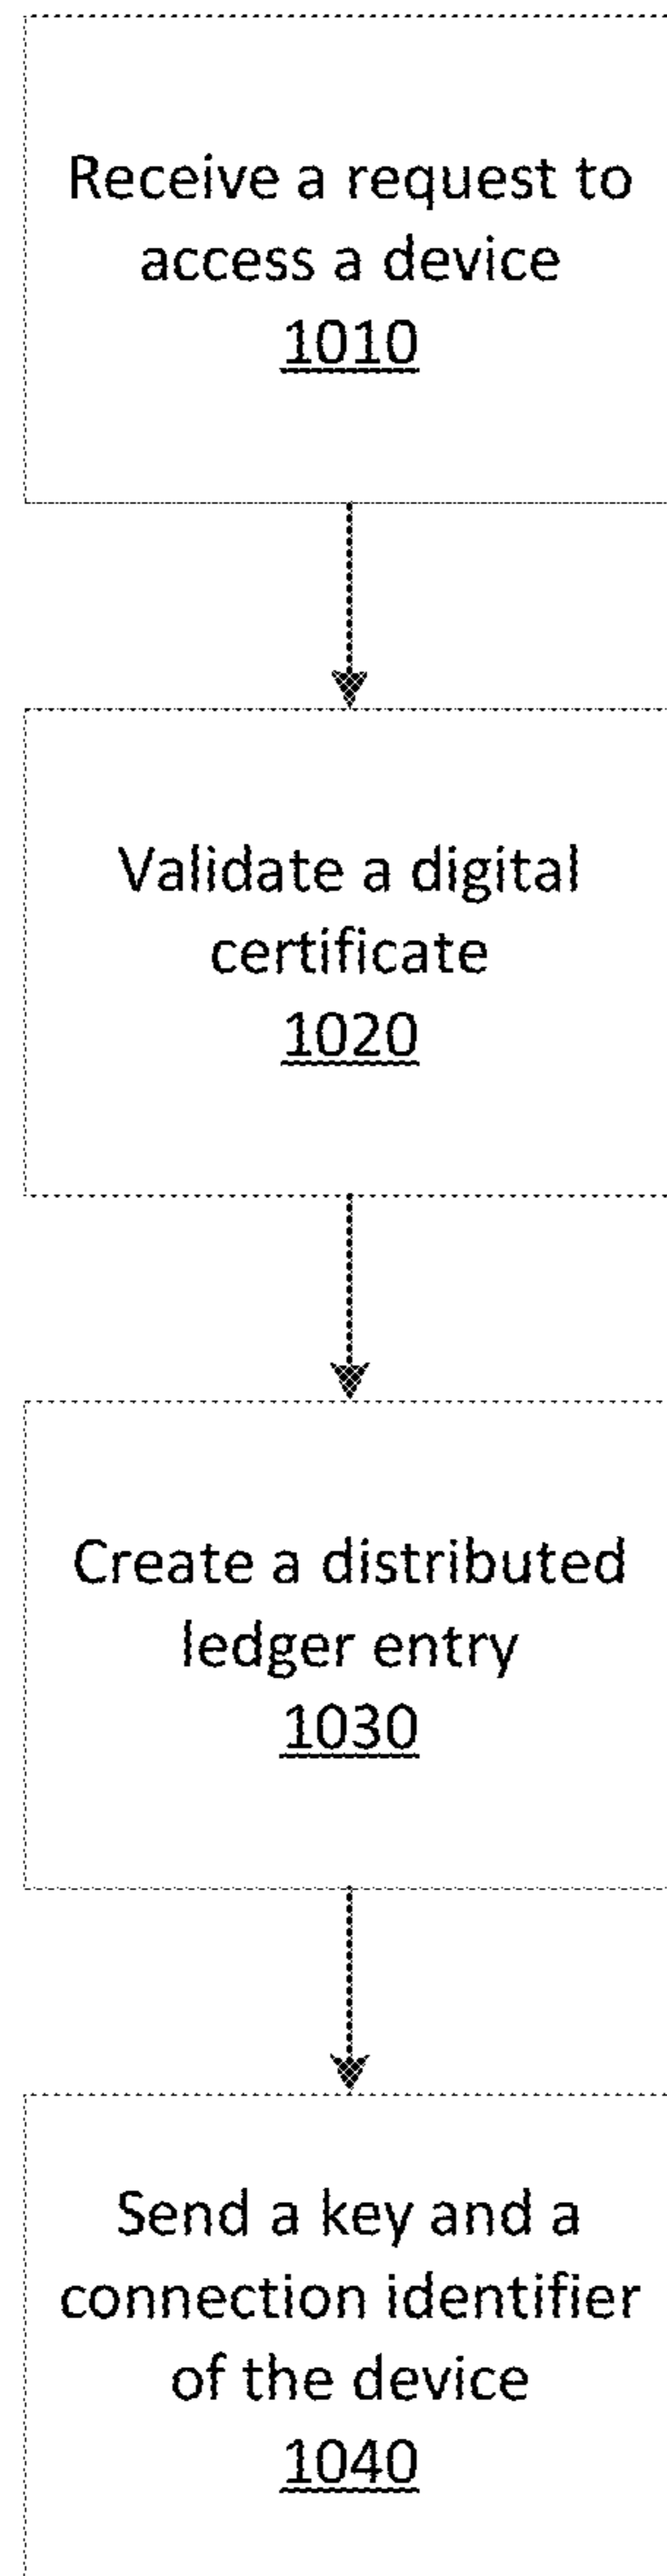 Receive a request to
access a device
1010
Validate a digital
certificate
1020
Create a distributed
ledger entry
1030
Send a key and a
connection identifier
of the device
1040